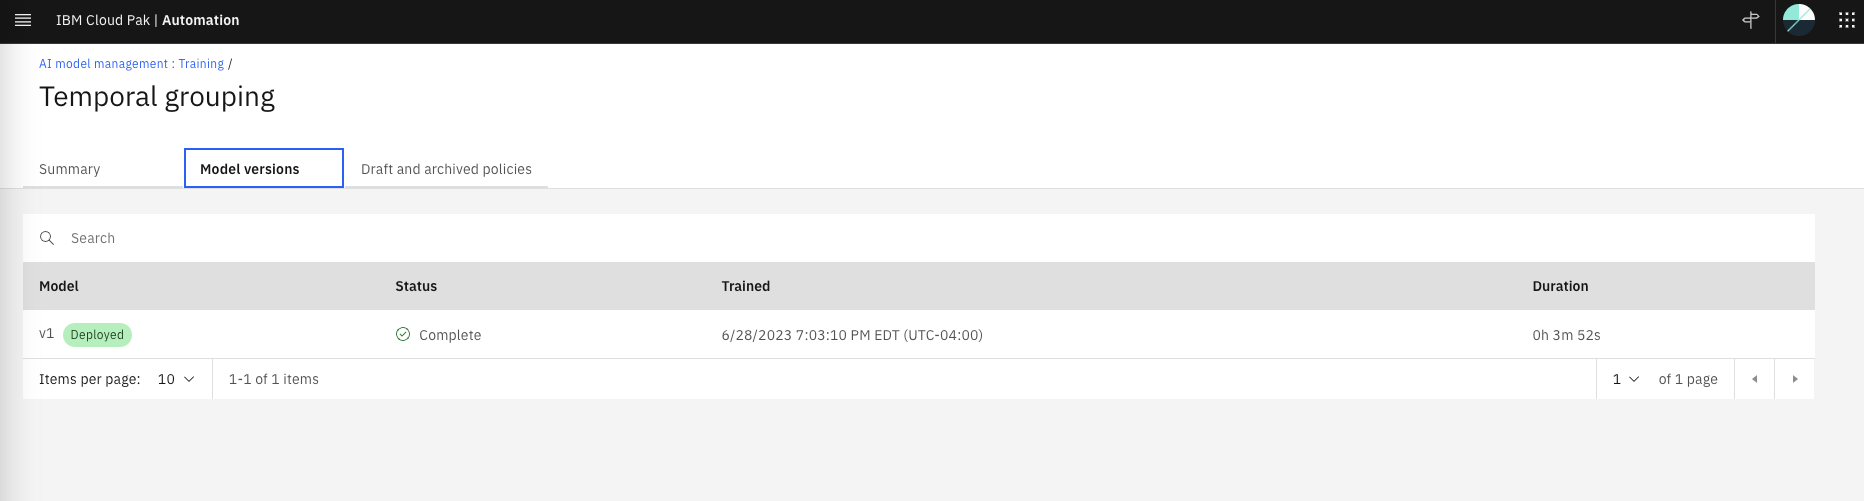 IBM Cloud Pak | Automation
AI model management : Training /
Temporal grouping
Summary Model versions Draft and archived policies
Search
Model Status Trained Duration
v1 Deployed Complete 6/28/2023 7:03:10 PM EDT (UTC-04:00) 0h 3m 52s
Items per page: 10 1-1 of 1 items 1 of 1 page